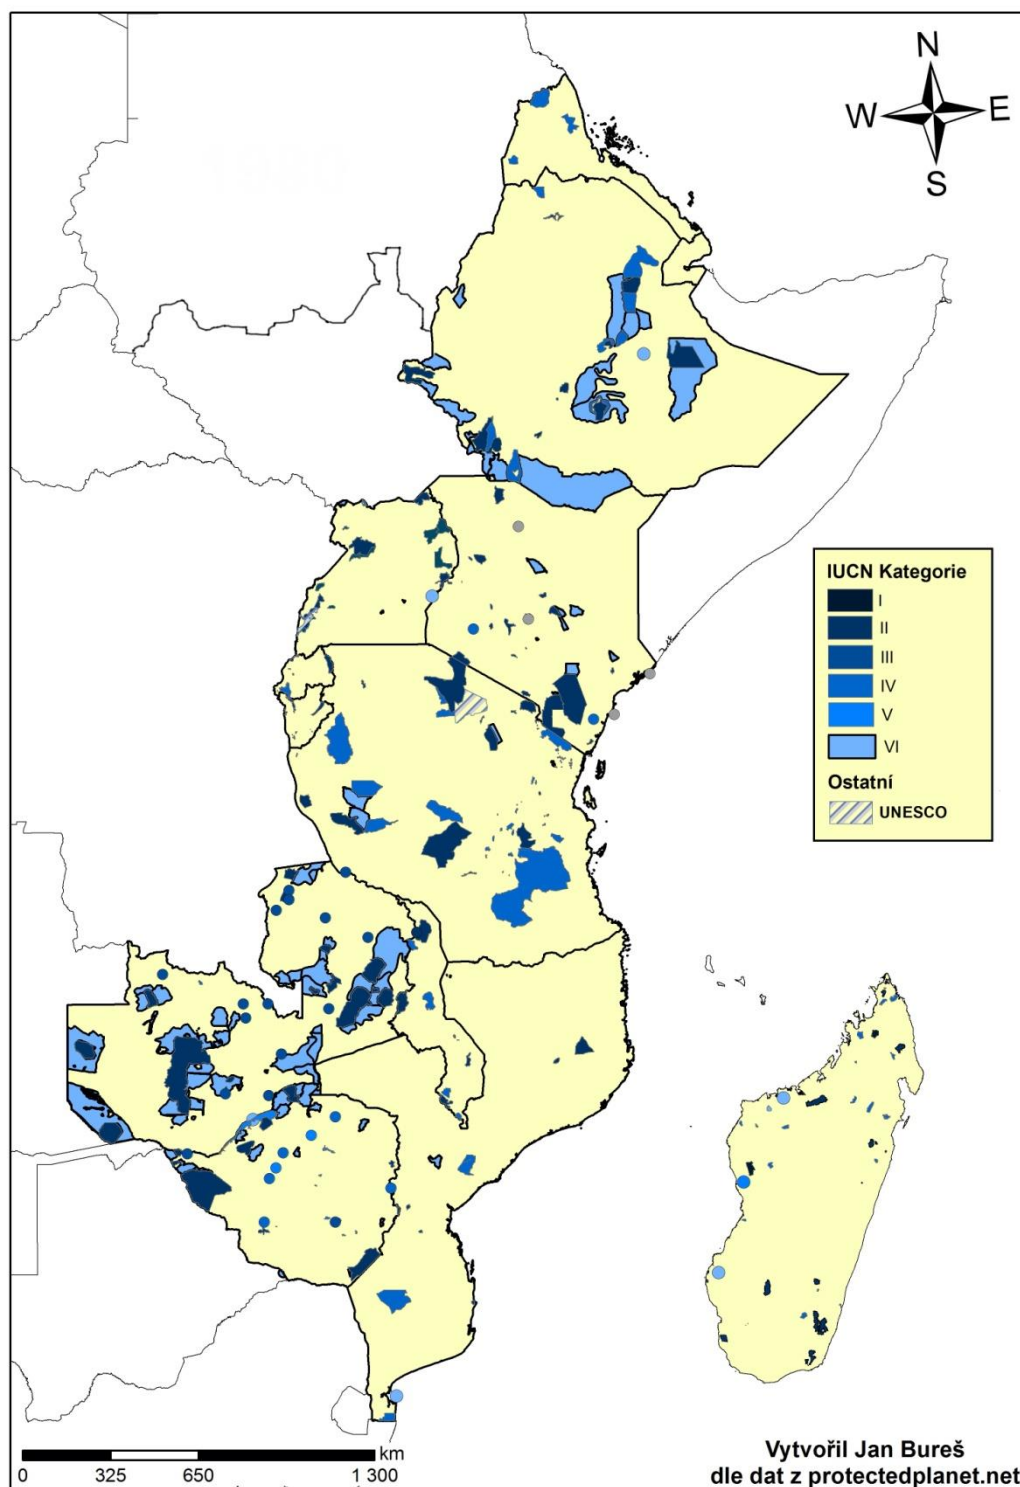 N
W E
S
IUCN Kategorie
I
II
III
IV
V
VI
Ostatní
UNESCO
km
0 325 650 1 300
Vytvořil Jan Bureš
dle dat z protectedplanet.net